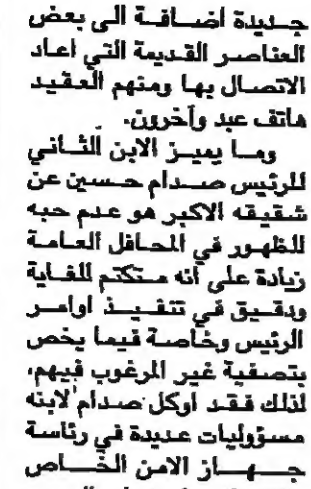 جديدة اضافة الى بعض
العناصر القديمة التي اعاد
الاتصال بها ومنهم العقيد
هاتف عبد وآخرون.
وما يميز الابن الثاني
للرئيس صدام حسين عن
شقيقه الاكبر هو عدم حبه
للظهور في المحافل العامة
زيادة على انه متكتم للغاية
ودقيق في تنفيذ اوامر
الرئيس وخاصة فيما يخص
بتصفية غير المرغوب فيهم،
لذلك فقد اوكل صدام لابنه
مسؤوليات عديدة في رئاسة
جهاز الامن الخاص